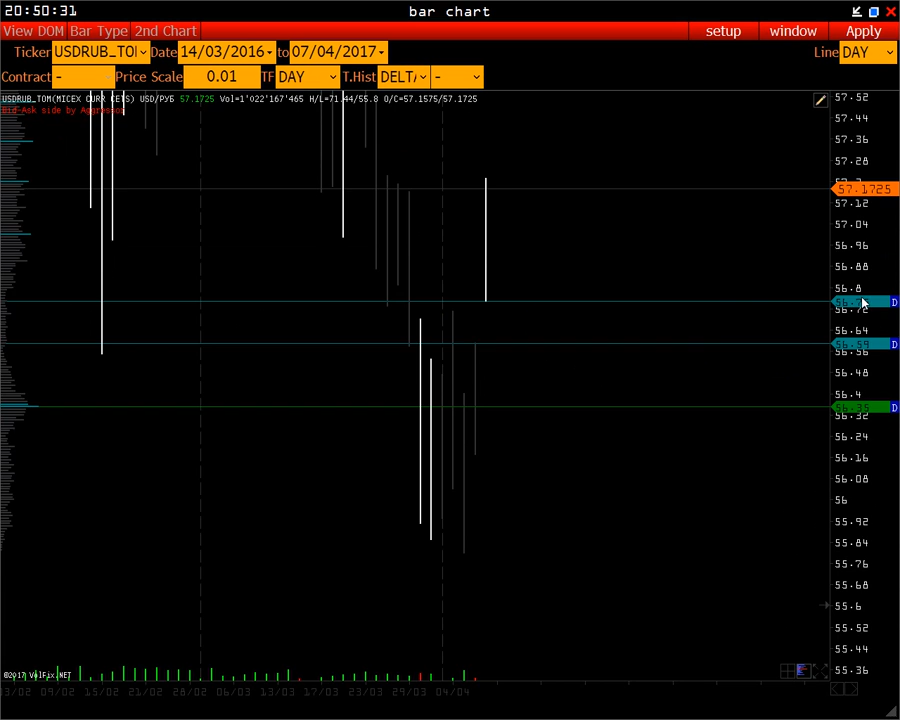 20:50:31 bar chart
View DOM Bar Type 2nd Chart setup window Apply
Ticker USDRUB_TO Date 14/03/2016 to 07/04/2017 Line DAY
Contract - Price Scale 0.01 TF DAY T.Hist DELT -
USDRUB_TOM(MICEX CURR CETS) USD/РУБ 57.1725 Vol=1'022'167'465 H/L=71.44/55.8 O/C=57.1575/57.1725
Bid-Ask side by Aggressor
57.52
57.44
57.36
57.28
57.1725
57.12
57.04
56.96
56.88
56.8
D
56.72
56.64
56.59 D
56.56
56.48
56.4
56.35 D
56.32
56.24
56.16
56.08
56
55.92
55.84
55.76
55.68
55.6
55.52
55.44
55.36
©2017 VolFix.NET
3/02 09/02 15/02 21/02 28/02 06/03 13/03 17/03 23/03 29/03 04/04